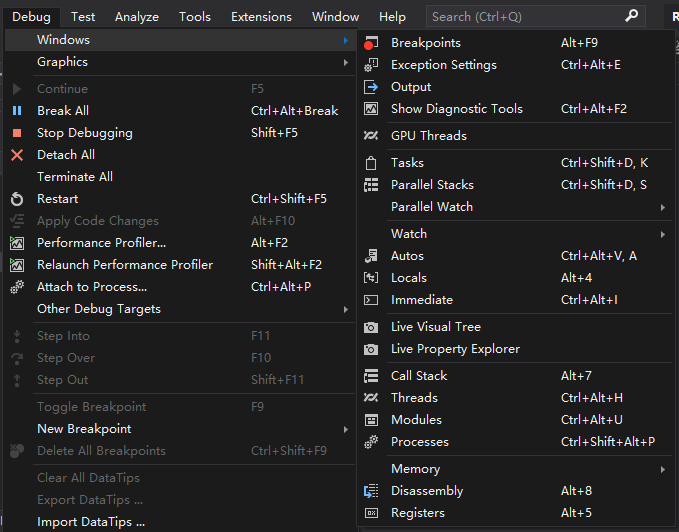 Debug Test Analyze Tools Extensions Window Help Search (Ctrl+Q)
Windows
Graphics
Continue F5
Break All Ctrl+Alt+Break
Stop Debugging Shift+F5
Detach All
Terminate All
Restart Ctrl+Shift+F5
Apply Code Changes Alt+F10
Performance Profiler... Alt+F2
Relaunch Performance Profiler Shift+Alt+F2
Attach to Process... Ctrl+Alt+P
Other Debug Targets
Step Into F11
Step Over F10
Step Out Shift+F11
Toggle Breakpoint F9
New Breakpoint
Delete All Breakpoints Ctrl+Shift+F9
Clear All DataTips
Export DataTips ...
Import DataTips ...
Breakpoints Alt+F9
Exception Settings Ctrl+Alt+E
Output
Show Diagnostic Tools Ctrl+Alt+F2
GPU Threads
Tasks Ctrl+Shift+D, K
Parallel Stacks Ctrl+Shift+D, S
Parallel Watch
Watch
Autos Ctrl+Alt+V, A
Locals Alt+4
Immediate Ctrl+Alt+I
Live Visual Tree
Live Property Explorer
Call Stack Alt+7
Threads Ctrl+Alt+H
Modules Ctrl+Alt+U
Processes Ctrl+Shift+Alt+P
Memory
Disassembly Alt+8
Registers Alt+5